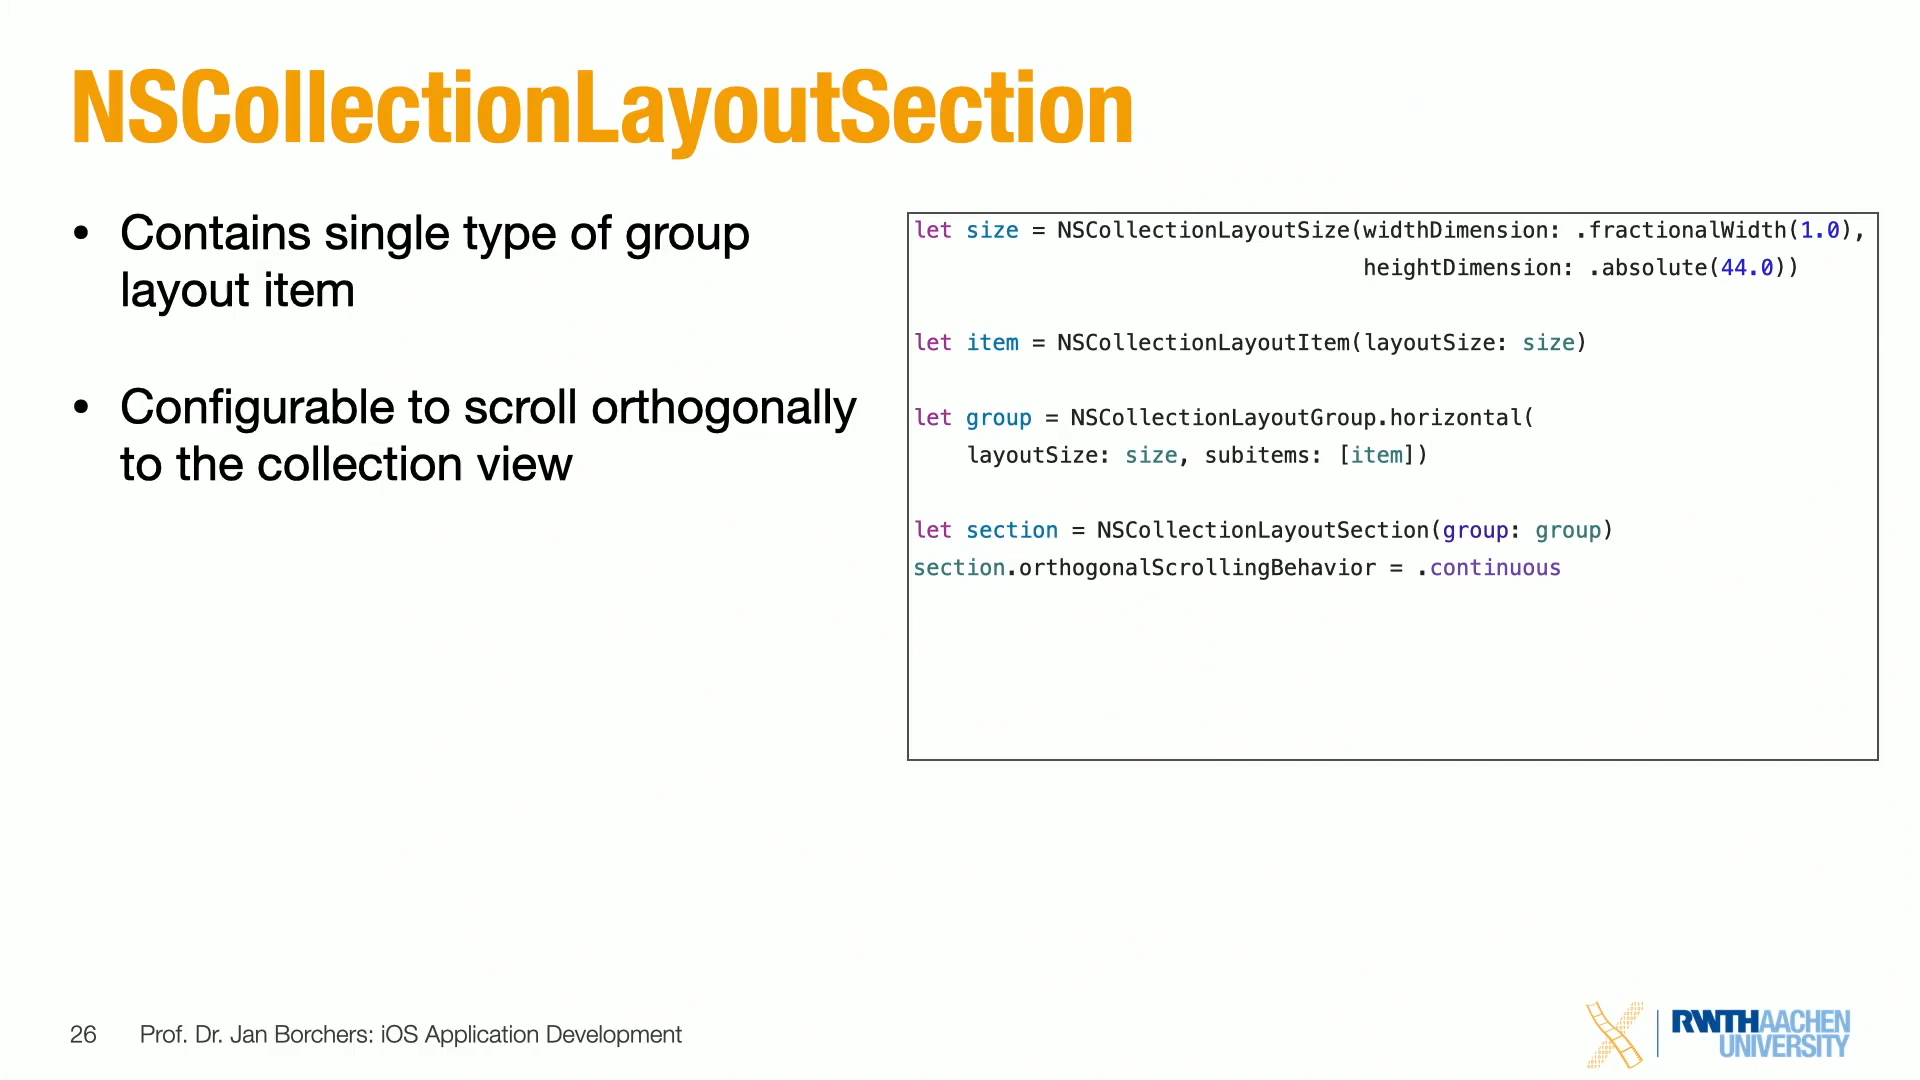 NSCollectionLayoutSection
• Contains single type of group
layout item
• Configurable to scroll orthogonally
to the collection view
let size = NSCollectionLayoutSize(widthDimension: .fractionalWidth(1.0),
heightDimension: .absolute(44.0))
let item = NSCollectionLayoutItem(layoutSize: size)
let group = NSCollectionLayoutGroup.horizontal(
layoutSize: size, subitems: [item])
let section = NSCollectionLayoutSection(group: group)
section.orthogonalScrollingBehavior = .continuous
26 Prof. Dr. Jan Borchers: iOS Application Development
RWTH AACHEN
UNIVERSITY